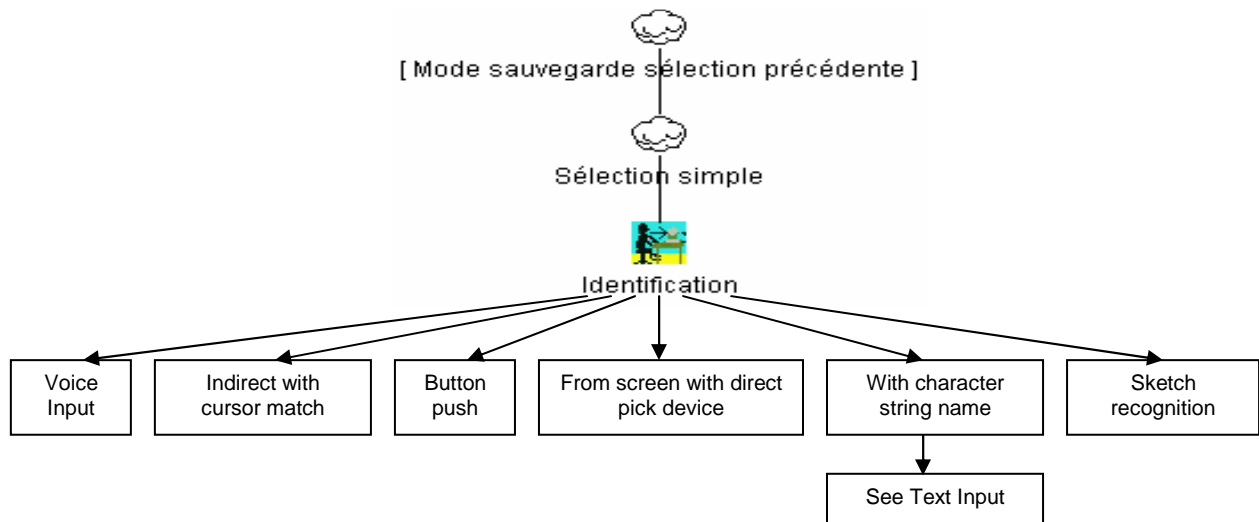 [ Mode sauvegarde sélection précédente ]
Sélection simple
Identification
Voice
Input
Indirect with
cursor match
Button
push
From screen with direct
pick device
With character
string name
Sketch
recognition
See Text Input